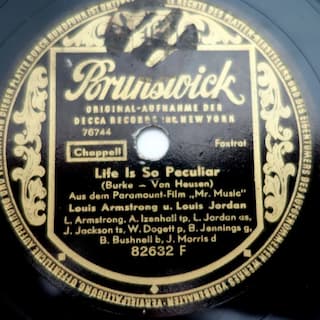 Brunswick
ORIGINAL-AUFNAHME DER
DECCA RECORDS INC. NEW YORK
76744
Chappell
Foxtrot
Life Is So Peculiar
(Burke – Van Heusen)
Aus dem Paramount-Film „Mr. Music"
Louis Armstrong u. Louis Jordan
L. Armstrong, A. Izenhall tp, L. Jordan as,
J. Jackson ts, W. Dogett p, B. Jennings g,
B. Bushnell b, J. Morris d
82632 F